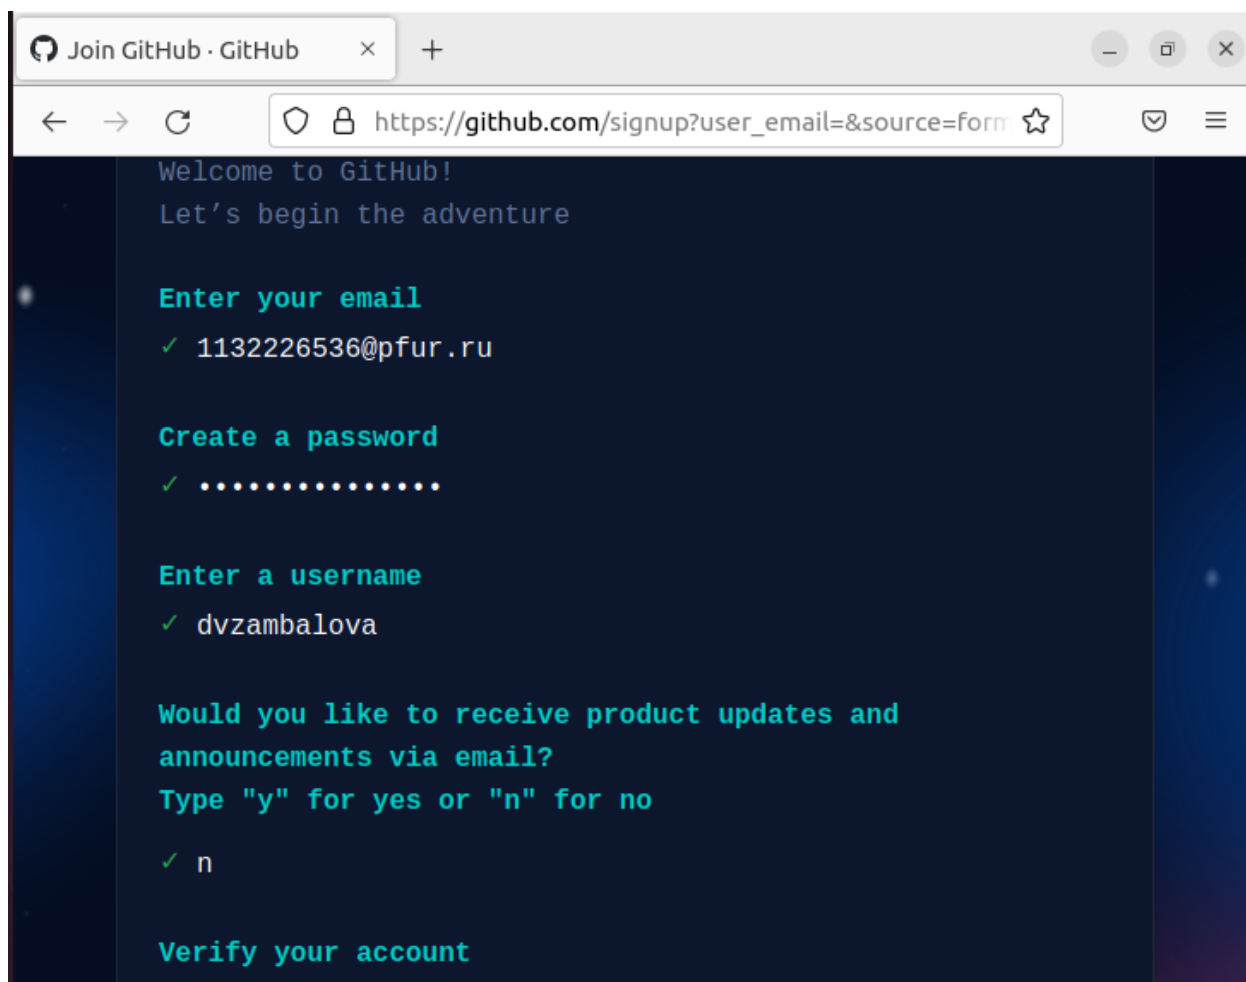 Join GitHub · GitHub
https://github.com/signup?user_email=&source=form
Welcome to GitHub!
Let’s begin the adventure
Enter your email
✓ 1132226536@pfur.ru
Create a password
✓ •••••••••••••••
Enter a username
✓ dvzambalova
Would you like to receive product updates and
announcements via email?
Type "y" for yes or "n" for no
✓ n
Verify your account